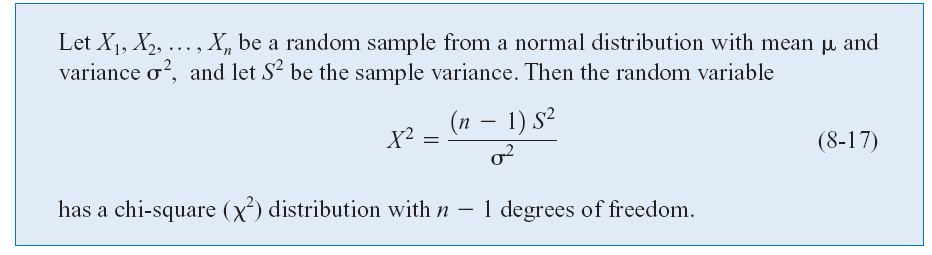 Let X₁, X₂, …, Xₙ be a random sample from a normal distribution with mean μ and
variance σ², and let S² be the sample variance. Then the random variable
X² = (n − 1) S² / σ² (8-17)
has a chi-square (χ²) distribution with n − 1 degrees of freedom.